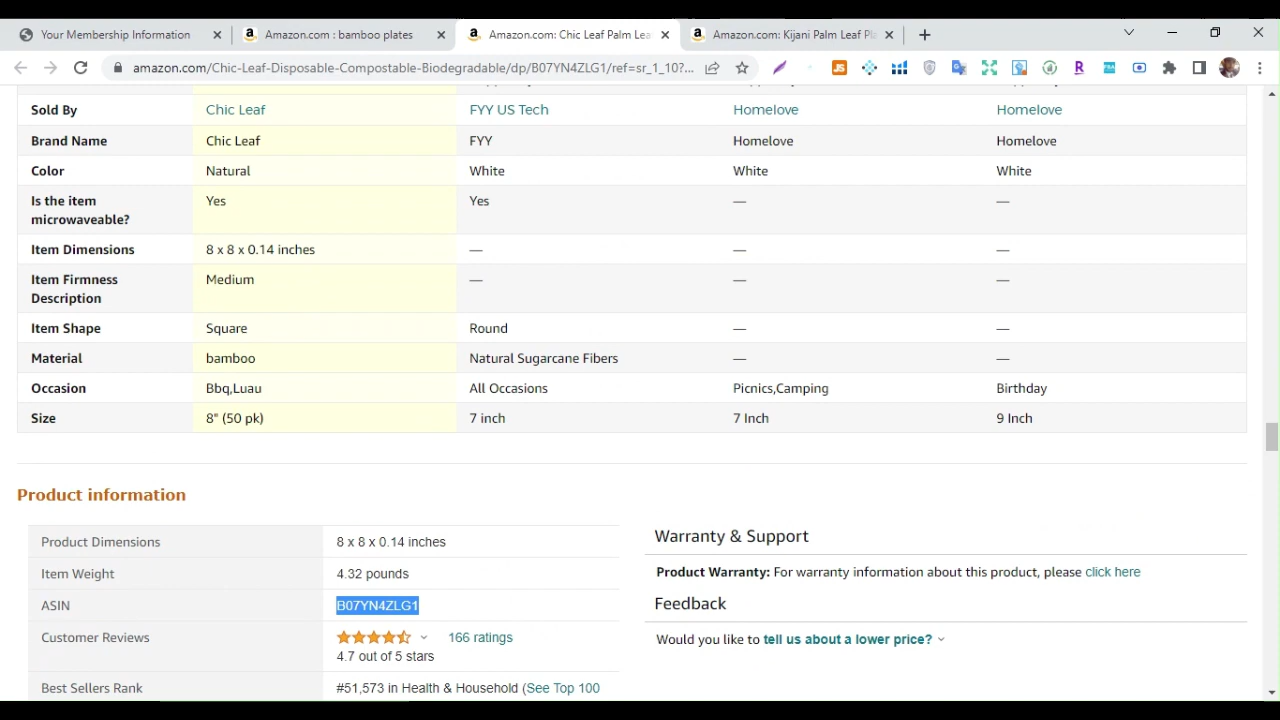 Your Membership Information
Amazon.com : bamboo plates
Amazon.com: Chic Leaf Palm Lea
Amazon.com: Kijani Palm Leaf Pl
amazon.com/Chic-Leaf-Disposable-Compostable-Biodegradable/dp/B07YN4ZLG1/ref=sr_1_10?...
Sold By Chic Leaf FYY US Tech Homelove Homelove
Brand Name Chic Leaf FYY Homelove Homelove
Color Natural White White White
Is the item microwaveable? Yes Yes — —
Item Dimensions 8 x 8 x 0.14 inches — — —
Item Firmness Description Medium — — —
Item Shape Square Round — —
Material bamboo Natural Sugarcane Fibers — —
Occasion Bbq,Luau All Occasions Picnics,Camping Birthday
Size 8" (50 pk) 7 inch 7 Inch 9 Inch
Product information
Product Dimensions 8 x 8 x 0.14 inches
Item Weight 4.32 pounds
ASIN B07YN4ZLG1
Customer Reviews 166 ratings
4.7 out of 5 stars
Best Sellers Rank #51,573 in Health & Household (See Top 100
Warranty & Support
Product Warranty: For warranty information about this product, please click here
Feedback
Would you like to tell us about a lower price?